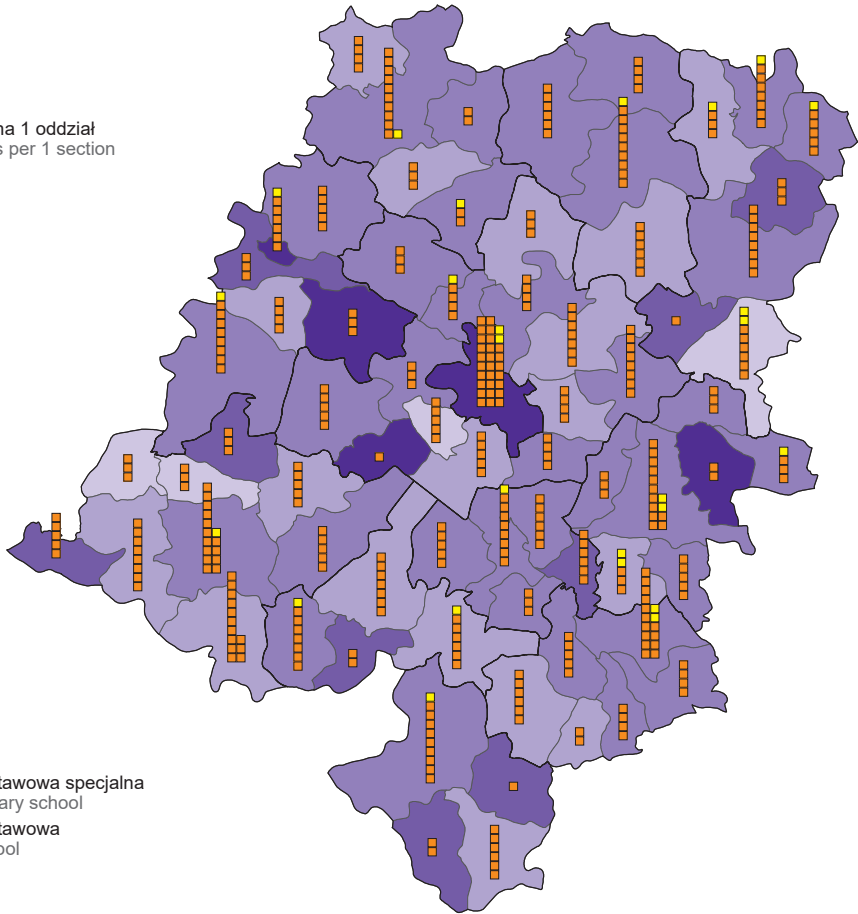 na 1 oddział
s per 1 section
tawowa specjalna
ary school
tawowa
ool